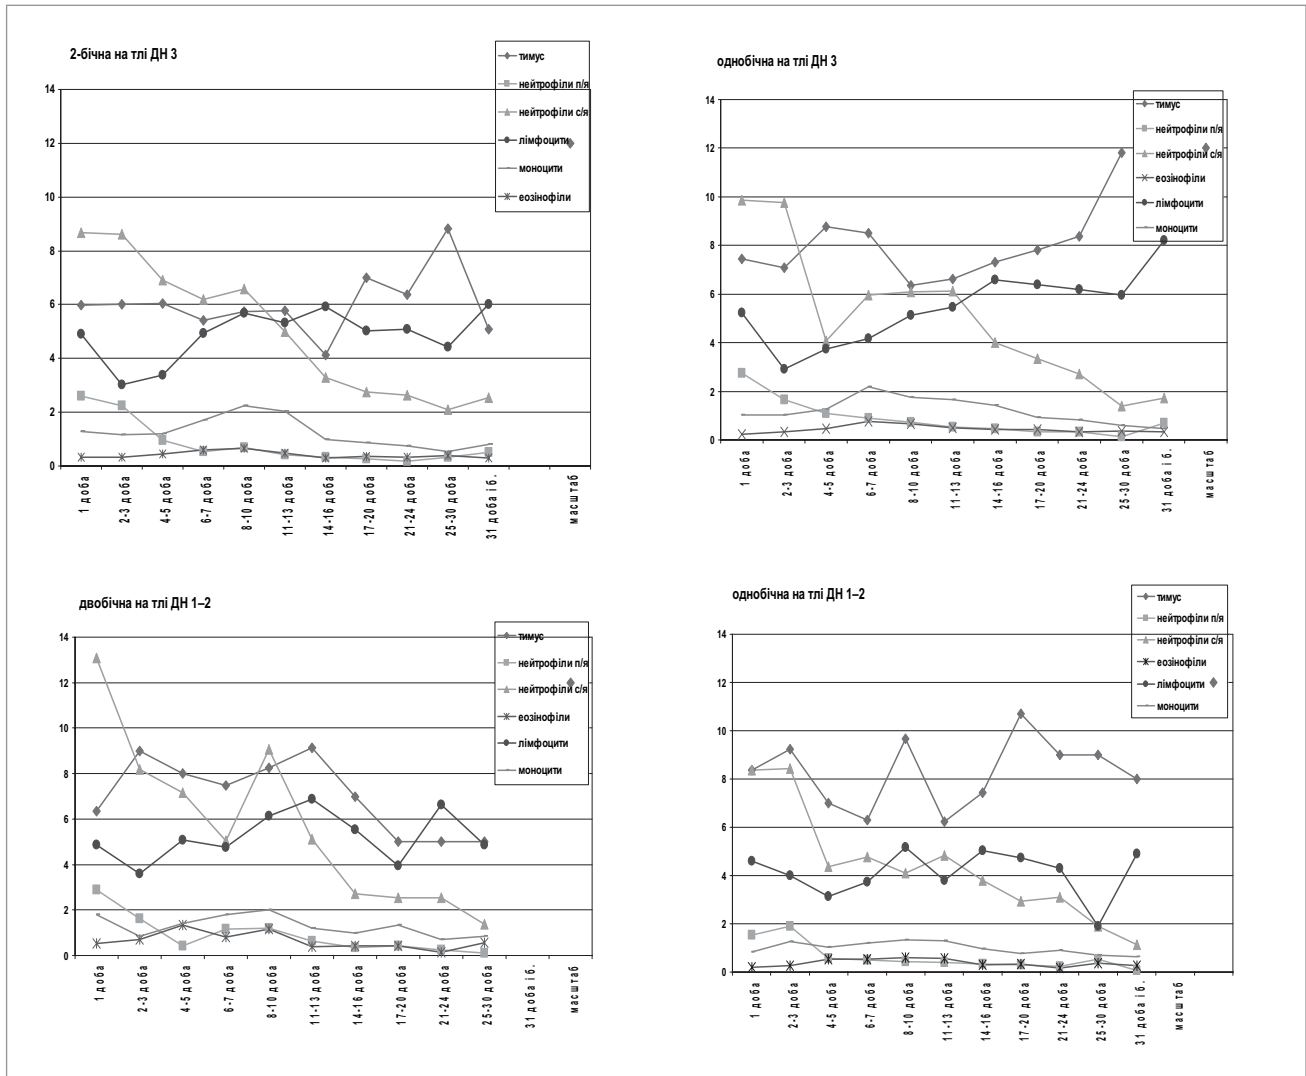 2-бічна на тлі ДН 3
тимус
нейтрофіли п/я
нейтрофіли с/я
лімфоцити
моноцити
еозінофіли
14
12
10
8
6
4
2
0
1 доба
2-3 доба
4-5 доба
6-7 доба
8-10 доба
11-13 доба
14-16 доба
17-20 доба
21-24 доба
25-30 доба
31 доба і б.
масштаб
однобічна на тлі ДН 3
тимус
нейтрофіли п/я
нейтрофіли с/я
еозінофіли
лімфоцити
моноцити
14
12
10
8
6
4
2
0
1 доба
2-3 доба
4-5 доба
6-7 доба
8-10 доба
11-13 доба
14-16 доба
17-20 доба
21-24 доба
25-30 доба
31 доба і б.
масштаб
двобічна на тлі ДН 1–2
тимус
нейтрофіли п/я
нейтрофіли с/я
еозінофіли
лімфоцити
моноцити
14
12
10
8
6
4
2
0
1 доба
2-3 доба
4-5 доба
6-7 доба
8-10 доба
11-13 доба
14-16 доба
17-20 доба
21-24 доба
25-30 доба
31 доба і б.
масштаб
однобічна на тлі ДН 1–2
тимус
нейтрофіли п/я
нейтрофіли с/я
еозінофіли
лімфоцити
моноцити
14
12
10
8
6
4
2
0
1 доба
2-3 доба
4-5 доба
6-7 доба
8-10 доба
11-13 доба
14-16 доба
17-20 доба
21-24 доба
25-30 доба
31 доба і б.
масштаб